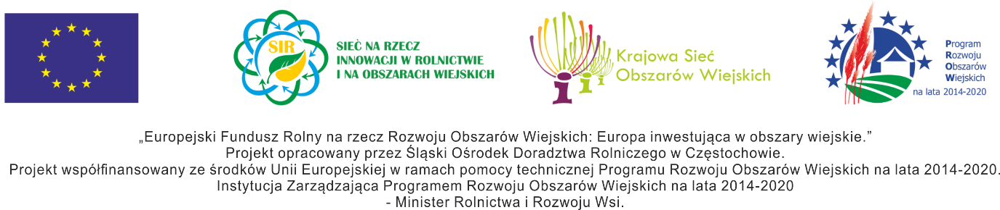 SIR
SIEĆ NA RZECZ
INNOWACJI W ROLNICTWIE
I NA OBSZARACH WIEJSKICH
Krajowa Sieć
Obszarów Wiejskich
Program
Rozwoju
Obszarów
Wiejskich
na lata 2014-2020
„Europejski Fundusz Rolny na rzecz Rozwoju Obszarów Wiejskich: Europa inwestująca w obszary wiejskie.”
Projekt opracowany przez Śląski Ośrodek Doradztwa Rolniczego w Częstochowie.
Projekt współfinansowany ze środków Unii Europejskiej w ramach pomocy technicznej Programu Rozwoju Obszarów Wiejskich na lata 2014-2020.
Instytucja Zarządzająca Programem Rozwoju Obszarów Wiejskich na lata 2014-2020
- Minister Rolnictwa i Rozwoju Wsi.